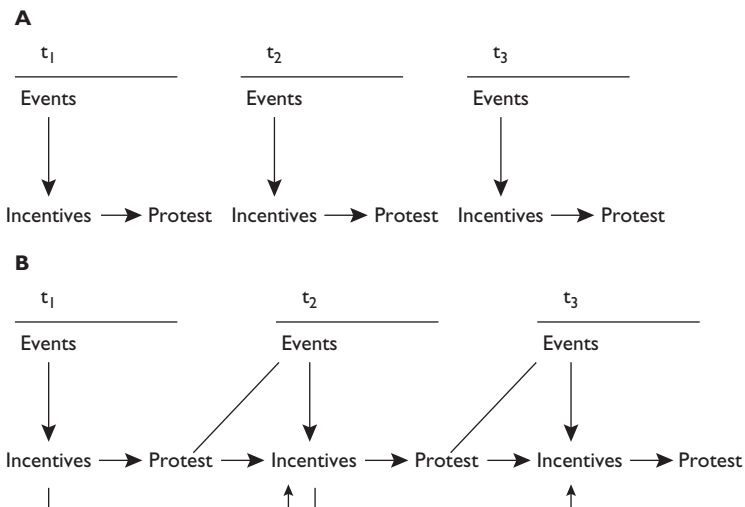 A
t1 t2 t3
Events Events Events
Incentives Protest Incentives Protest Incentives Protest
B
t1 t2 t3
Events Events Events
Incentives Protest Incentives Protest Incentives Protest